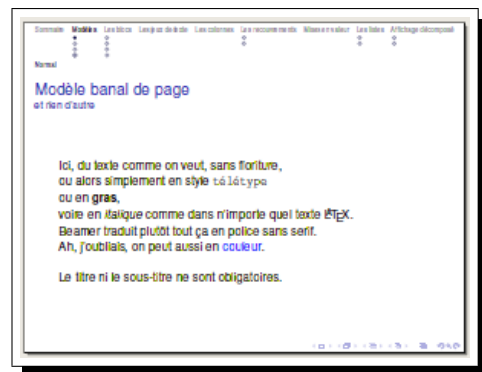 Sommaire Modèles Les blocs Les jeux de boîte Les colonnes Les recouvrements Mises en valeur Les listes Affichage décomposé
Normal
Modèle banal de page
et rien d'autre
Ici, du texte comme on veut, sans fioriture,
ou alors simplement en style télétype
ou en gras,
voire en italique comme dans n'importe quel texte LATEX.
Beamer traduit plutôt tout ça en police sans serif.
Ah, j'oubliais, on peut aussi en couleur.
Le titre ni le sous-titre ne sont obligatoires.